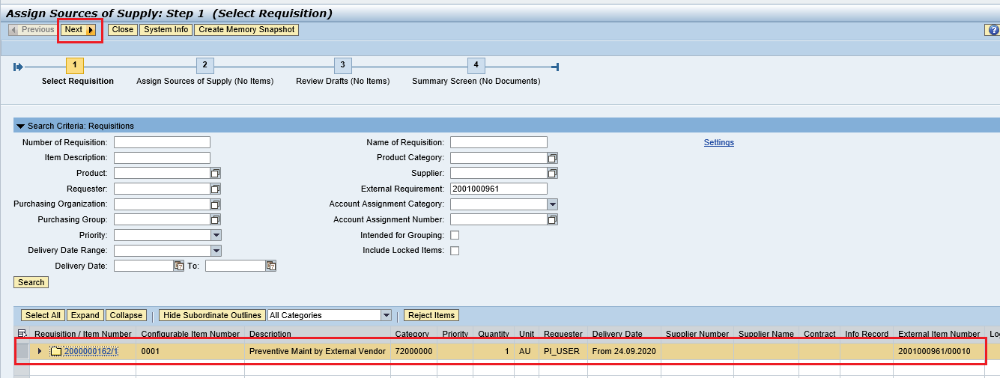 Assign Sources of Supply: Step 1 (Select Requisition)
Previous Next Close System Info Create Memory Snapshot
1 2 3 4
Select Requisition Assign Sources of Supply (No Items) Review Drafts (No Items) Summary Screen (No Documents)
Search Criteria: Requisitions
Number of Requisition: Name of Requisition: Settings
Item Description: Product Category:
Product: Supplier:
Requester: External Requirement: 2001000961
Purchasing Organization: Account Assignment Category:
Purchasing Group: Account Assignment Number:
Priority: Intended for Grouping:
Delivery Date Range: Include Locked Items:
Delivery Date: To:
Search
Select All Expand Collapse Hide Subordinate Outlines All Categories Reject Items
Requisition / Item Number Configurable Item Number Description Category Priority Quantity Unit Requester Delivery Date Supplier Number Supplier Name Contract Info Record External Item Number Lo
2000000162/1 0001 Preventive Maint by External Vendor 72000000 1 AU PI_USER From 24.09.2020 2001000961/00010